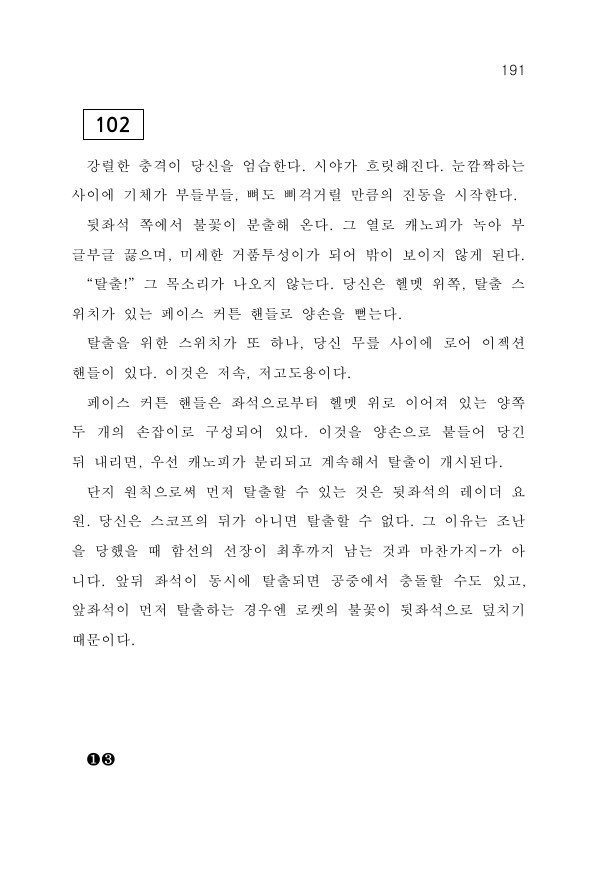 191
102
강렬한 충격이 당신을 엄습한다. 시야가 흐릿해진다. 눈깜짝하는
사이에 기체가 부들부들, 뼈도 삐걱거릴 만큼의 진동을 시작한다.
뒷좌석 쪽에서 불꽃이 분출해 온다. 그 열로 캐노피가 녹아 부
글부글 끓으며, 미세한 거품투성이가 되어 밖이 보이지 않게 된다.
“탈출!” 그 목소리가 나오지 않는다. 당신은 헬멧 위쪽, 탈출 스
위치가 있는 페이스 커튼 핸들로 양손을 뻗는다.
탈출을 위한 스위치가 또 하나, 당신 무릎 사이에 로어 이젝션
핸들이 있다. 이것은 저속, 저고도용이다.
페이스 커튼 핸들은 좌석으로부터 헬멧 위로 이어져 있는 양쪽
두 개의 손잡이로 구성되어 있다. 이것을 양손으로 붙들어 당긴
뒤 내리면, 우선 캐노피가 분리되고 계속해서 탈출이 개시된다.
단지 원칙으로써 먼저 탈출할 수 있는 것은 뒷좌석의 레이더 요
원. 당신은 스코프의 뒤가 아니면 탈출할 수 없다. 그 이유는 조난
을 당했을 때 함선의 선장이 최후까지 남는 것과 마찬가지-가 아
니다. 앞뒤 좌석이 동시에 탈출되면 공중에서 충돌할 수도 있고,
앞좌석이 먼저 탈출하는 경우엔 로켓의 불꽃이 뒷좌석으로 덮치기
때문이다.
❶❸